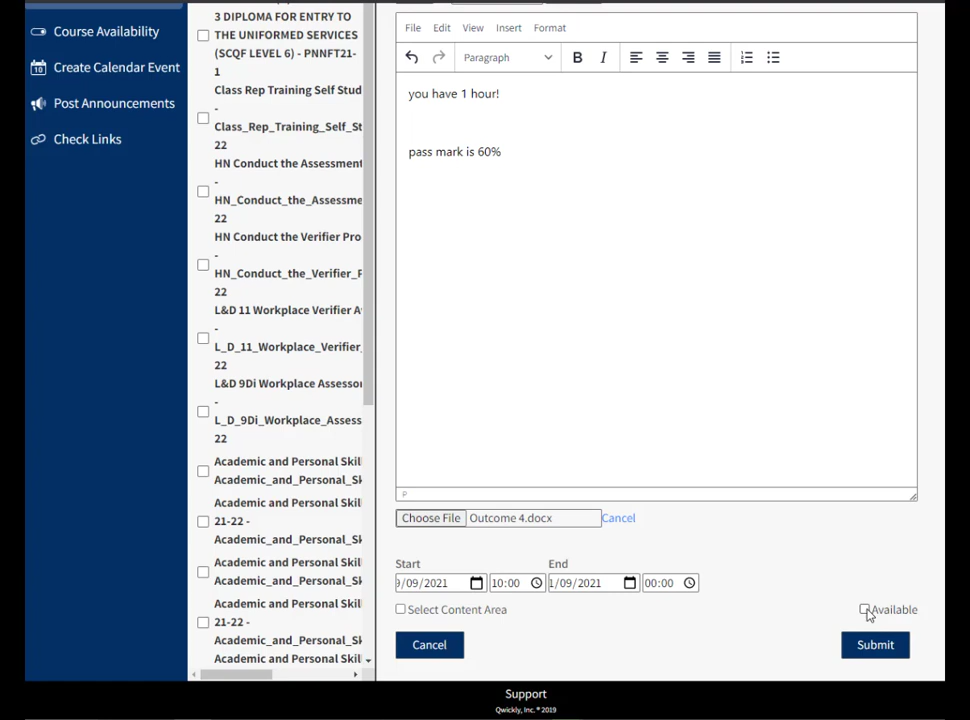 Course Availability
Create Calendar Event
Post Announcements
Check Links
3 DIPLOMA FOR ENTRY TO
THE UNIFORMED SERVICES
(SCQF LEVEL 6) - PNNFT21-
1
Class Rep Training Self Stud
-
Class_Rep_Training_Self_St
22
HN Conduct the Assessment
-
HN_Conduct_the_Assessme
22
HN Conduct the Verifier Pro
-
HN_Conduct_the_Verifier_P
22
L&D 11 Workplace Verifier A
-
L_D_11_Workplace_Verifier_
22
L&D 9Di Workplace Assessor
-
L_D_9Di_Workplace_Assess
22
Academic and Personal Skil
Academic_and_Personal_Sk
Academic and Personal Skil
21-22 -
Academic_and_Personal_Sk
Academic and Personal Skil
Academic_and_Personal_Sk
Academic and Personal Skil
21-22 -
Academic_and_Personal_Sk
Academic and Personal Skil
File Edit View Insert Format
Paragraph B I
you have 1 hour!
pass mark is 60%
P
Choose File Outcome 4.docx Cancel
Start End
9/09/2021 10:00 1/09/2021 00:00
Select Content Area Available
Cancel Submit
Support
Qwickly, Inc. © 2019